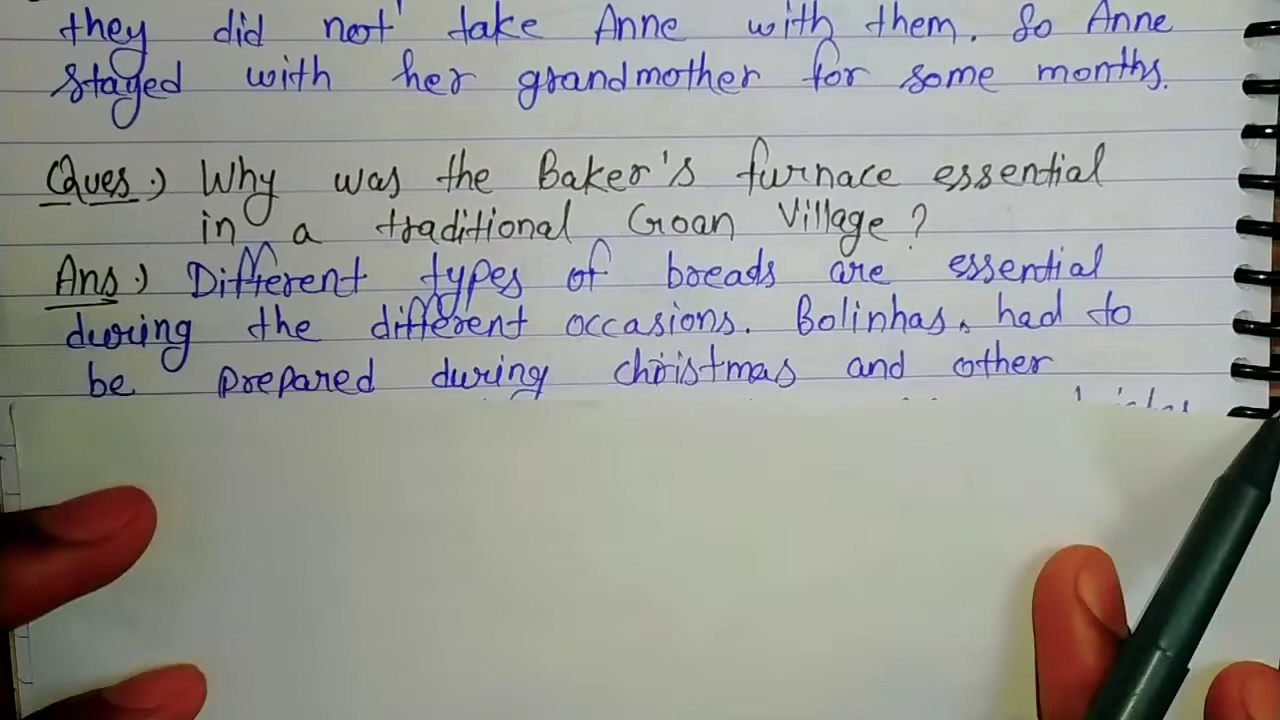 they did not take Anne with them. So Anne
stayed with her grandmother for some months.
Ques.) Why was the Baker's furnace essential
in a traditional Goan Village?
Ans.) Different types of breads are essential
during the different occasions. Bolinhas, had to
be prepared during christmas and other